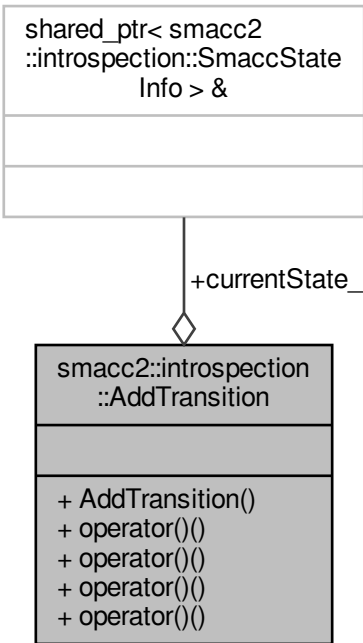 shared_ptr< smacc2
::introspection::SmaccState
Info > &
+currentState_
smacc2::introspection
::AddTransition
+ AddTransition()
+ operator()()
+ operator()()
+ operator()()
+ operator()()